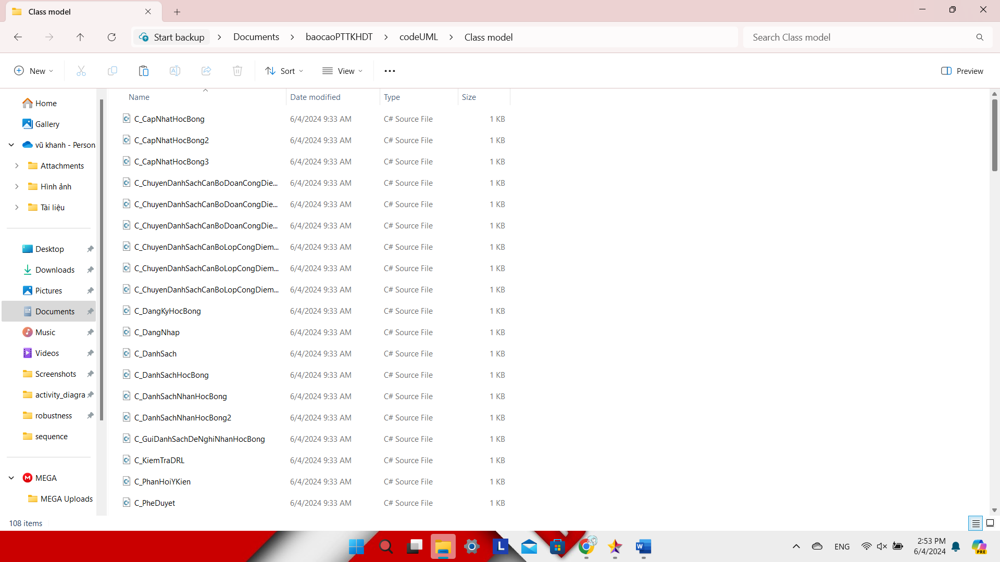 Class model
Start backup > Documents > baocaoPTTKHDT > codeUML > Class model
Search Class model
New
Sort
View
Preview
Home
Gallery
vũ khanh - Person
Attachments
Hình ảnh
Tài liệu
Desktop
Downloads
Pictures
Documents
Music
Videos
Screenshots
activity_diagra
robustness
sequence
MEGA
MEGA Uploads
Name Date modified Type Size
C_CapNhatHocBong 6/4/2024 9:33 AM C# Source File 1 KB
C_CapNhatHocBong2 6/4/2024 9:33 AM C# Source File 1 KB
C_CapNhatHocBong3 6/4/2024 9:33 AM C# Source File 1 KB
C_ChuyenDanhSachCanBoDoanCongDie... 6/4/2024 9:33 AM C# Source File 1 KB
C_ChuyenDanhSachCanBoDoanCongDie... 6/4/2024 9:33 AM C# Source File 1 KB
C_ChuyenDanhSachCanBoDoanCongDie... 6/4/2024 9:33 AM C# Source File 1 KB
C_ChuyenDanhSachCanBoLopCongDiem... 6/4/2024 9:33 AM C# Source File 1 KB
C_ChuyenDanhSachCanBoLopCongDiem... 6/4/2024 9:33 AM C# Source File 1 KB
C_ChuyenDanhSachCanBoLopCongDiem... 6/4/2024 9:33 AM C# Source File 1 KB
C_DangKyHocBong 6/4/2024 9:33 AM C# Source File 1 KB
C_DangNhap 6/4/2024 9:33 AM C# Source File 1 KB
C_DanhSach 6/4/2024 9:33 AM C# Source File 1 KB
C_DanhSachHocBong 6/4/2024 9:33 AM C# Source File 1 KB
C_DanhSachNhanHocBong 6/4/2024 9:33 AM C# Source File 1 KB
C_DanhSachNhanHocBong2 6/4/2024 9:33 AM C# Source File 1 KB
C_GuiDanhSachDeNghiNhanHocBong 6/4/2024 9:33 AM C# Source File 1 KB
C_KiemTraDRL 6/4/2024 9:33 AM C# Source File 1 KB
C_PhanHoiYKien 6/4/2024 9:33 AM C# Source File 1 KB
C_PheDuyet 6/4/2024 9:33 AM C# Source File 1 KB
108 items
ENG
2:53 PM
6/4/2024
PRE